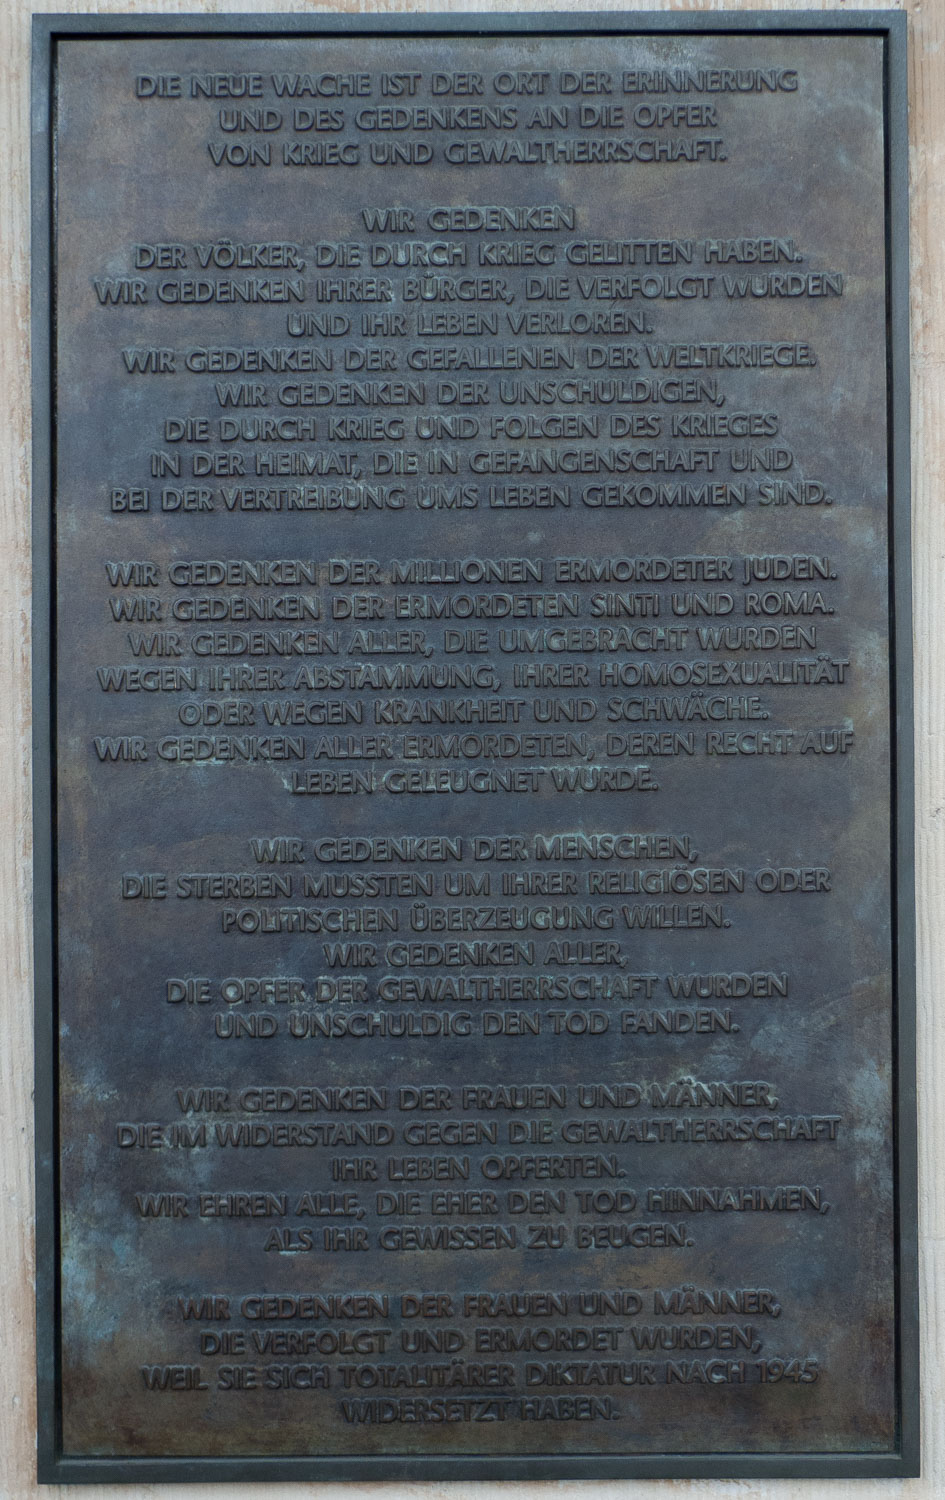 DIE NEUE WACHE IST DER ORT DER ERINNERUNG
UND DES GEDENKENS AN DIE OPFER
VON KRIEG UND GEWALTHERRSCHAFT.
WIR GEDENKEN
DER VÖLKER, DIE DURCH KRIEG GELITTEN HABEN.
WIR GEDENKEN IHRER BÜRGER, DIE VERFOLGT WURDEN
UND IHR LEBEN VERLOREN.
WIR GEDENKEN DER GEFALLENEN DER WELTKRIEGE.
WIR GEDENKEN DER UNSCHULDIGEN,
DIE DURCH KRIEG UND FOLGEN DES KRIEGES
IN DER HEIMAT, DIE IN GEFANGENSCHAFT UND
BEI DER VERTREIBUNG UMS LEBEN GEKOMMEN SIND.
WIR GEDENKEN DER MILLIONEN ERMORDETER JUDEN.
WIR GEDENKEN DER ERMORDETEN SINTI UND ROMA.
WIR GEDENKEN ALLER, DIE UMGEBRACHT WURDEN
WEGEN IHRER ABSTAMMUNG, IHRER HOMOSEXUALITÄT
ODER WEGEN KRANKHEIT UND SCHWÄCHE.
WIR GEDENKEN ALLER ERMORDETEN, DEREN RECHT AUF
LEBEN GELEUGNET WURDE.
WIR GEDENKEN DER MENSCHEN,
DIE STERBEN MUSSTEN UM IHRER RELIGIÖSEN ODER
POLITISCHEN ÜBERZEUGUNG WILLEN.
WIR GEDENKEN ALLER,
DIE OPFER DER GEWALTHERRSCHAFT WURDEN
UND UNSCHULDIG DEN TOD FANDEN.
WIR GEDENKEN DER FRAUEN UND MÄNNER,
DIE IM WIDERSTAND GEGEN DIE GEWALTHERRSCHAFT
IHR LEBEN OPFERTEN.
WIR EHREN ALLE, DIE EHER DEN TOD HINNAHMEN,
ALS IHR GEWISSEN ZU BEUGEN.
WIR GEDENKEN DER FRAUEN UND MÄNNER,
DIE VERFOLGT UND ERMORDET WURDEN,
WEIL SIE SICH TOTALITÄRER DIKTATUR NACH 1945
WIDERSETZT HABEN.